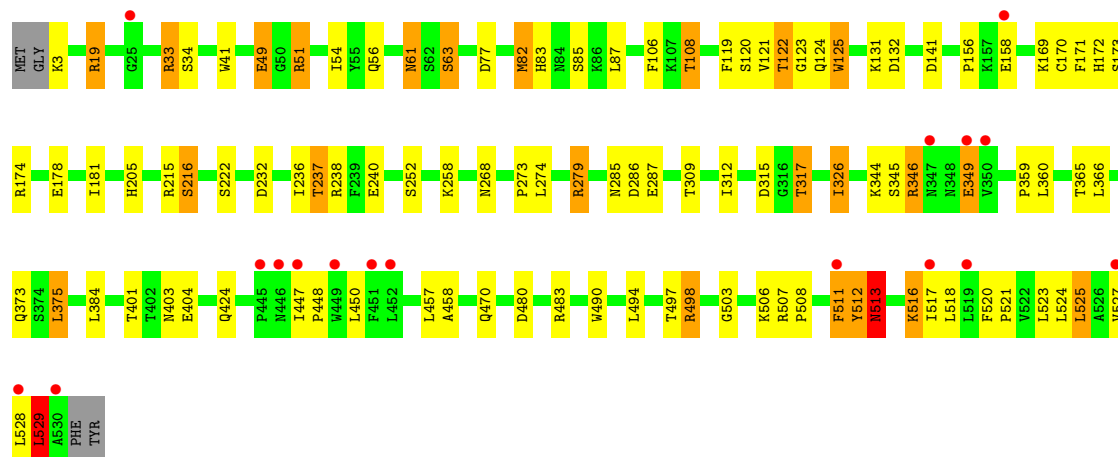 MET GLY K3 R19 G25 R33 S34 W41 E49 G50 R51 I54 Y55 Q56 N61 S62 S63 D77 M82 H83 N84 S85 K86 L87 F106 K107 T108 F119 S120 V121 T122 G123 Q124 W125 K131 D132 D141 P156 K157 E158 K169 C170 F171 H172 S173
R174 E178 I181 H205 R215 S216 S222 D232 I236 T237 R238 F239 E240 S252 K258 N268 P273 L274 R279 N285 D286 E287 T309 I312 D315 G316 T317 I326 K344 S345 R346 N347 N348 E349 V350 P359 L360 T365 L366
Q373 S374 L375 L384 T401 T402 N403 E404 Q424 P445 N446 I447 P448 W449 L450 F451 L452 L457 A458 Q470 D480 R483 W490 L494 T497 R498 G503 K506 R507 P508 F511 Y512 N513 K516 I517 L518 L519 F520 P521 V522 L523 L524 L525 A526 V527
L528 L529 A530 PHE TYR